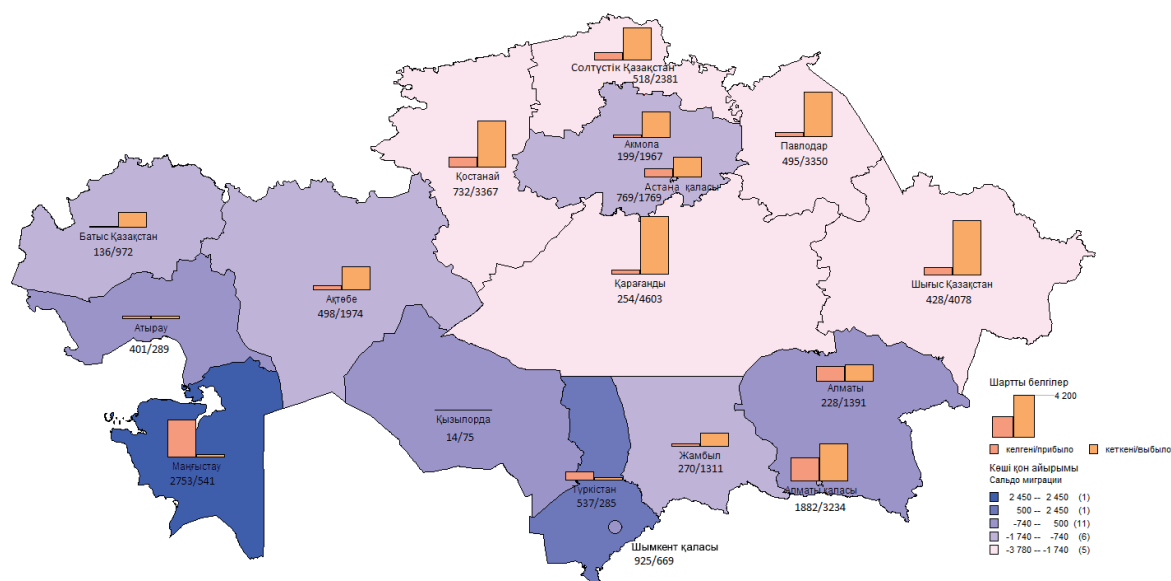 Солтүстік Қазақстан
518/2381
Павлодар
495/3350
Ақмола
199/1967
Қостанай
732/3367
Астана қаласы
769/1769
Батыс Қазақстан
136/972
Қарағанды
254/4603
Шығыс Қазақстан
428/4078
Ақтөбе
498/1974
Атырау
401/289
Алматы
228/1391
Қызылорда
14/75
Жамбыл
270/1311
Маңғыстау
2753/541
Түркістан
537/285
Алматы қаласы
1882/3234
Шымкент қаласы
925/669
Шартты белгілер
4 200
келгені/прибыло кеткені/выбыло
Көші қон айырымы
Сальдо миграции
2 450 -- 2 450 (1)
500 -- 2 450 (1)
-740 -- 500 (11)
-1 740 -- -740 (6)
-3 780 -- -1 740 (5)